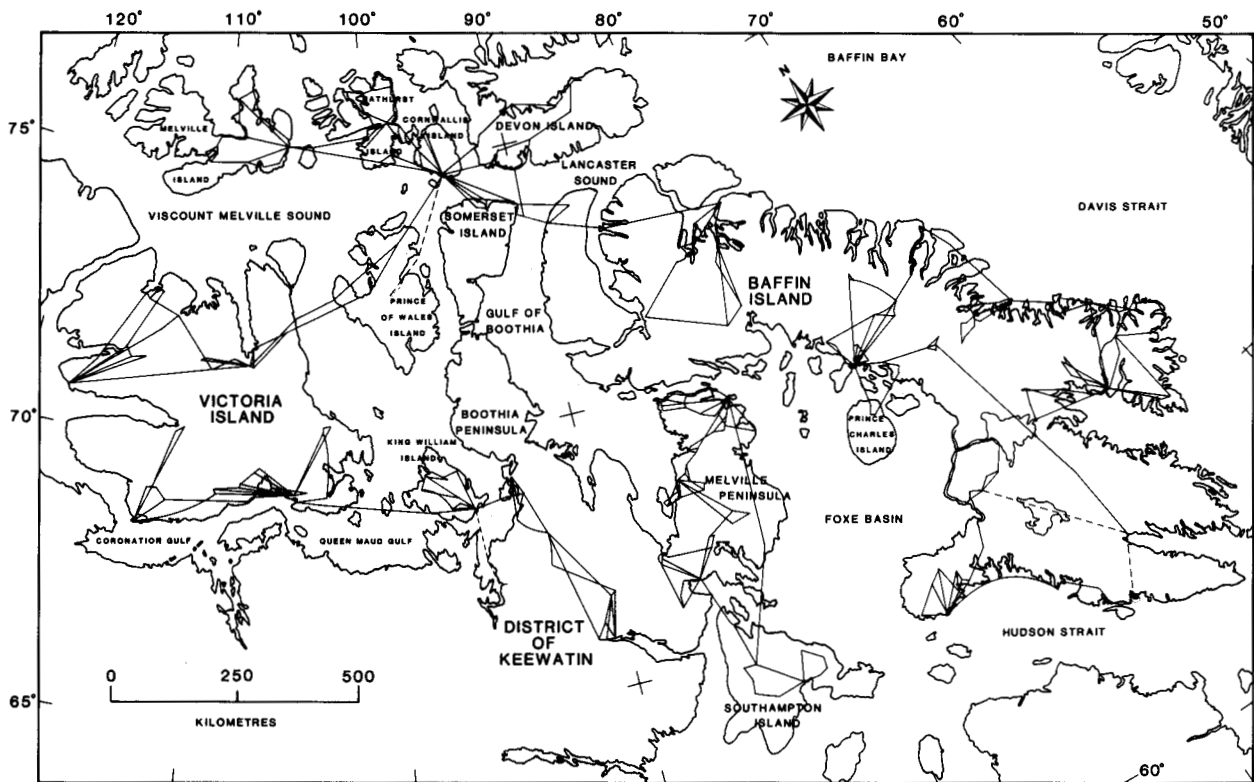 120° 110° 100° 90° 80° 70° 60° 50°
BAFFIN BAY
N
75°
MELVILLE
ISLAND
BATHURST
ISLAND
CORNWALLIS
ISLAND
DEVON ISLAND
LANCASTER
SOUND
VISCOUNT MELVILLE SOUND
SOMERSET
ISLAND
DAVIS STRAIT
PRINCE
OF WALES
ISLAND
GULF OF
BOOTHIA
BAFFIN
ISLAND
70°
VICTORIA
ISLAND
BOOTHIA
PENINSULA
KING WILLIAM
ISLAND
PRINCE
CHARLES
ISLAND
MELVILLE
PENINSULA
FOXE BASIN
CORONATIOR GULF
QUEEN MAUD GULF
DISTRICT
OF
KEEWATIN
HUDSON STRAIT
0 250 500
KILOMETRES
65°
SOUTHAMPTON
ISLAND
60°